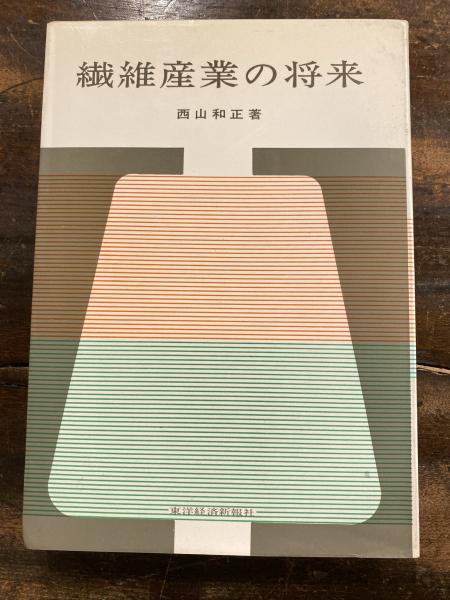 繊維産業の将来
西山和正著
東洋経済新報社